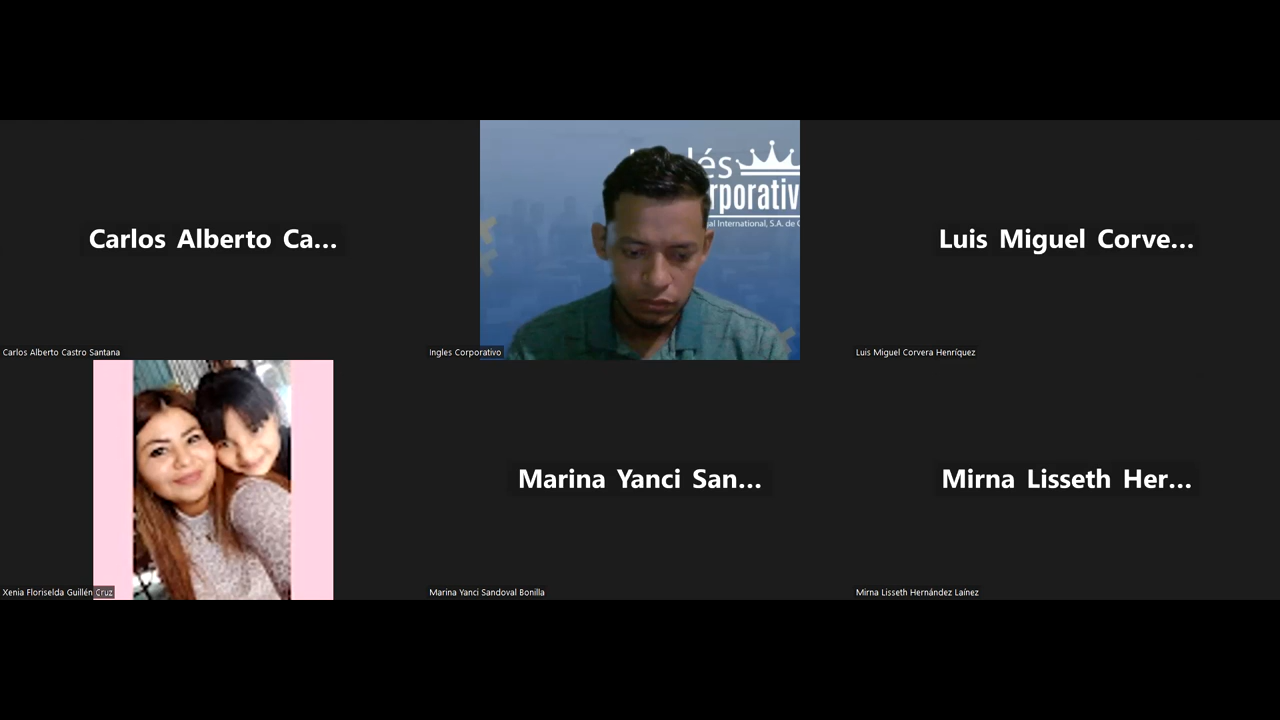 Carlos Alberto Ca...
Luis Miguel Corve...
Carlos Alberto Castro Santana
Ingles Corporativo
Luis Miguel Corvera Henríquez
Marina Yanci San...
Mirna Lisseth Her...
Xenia Floriselda Guillén Cruz
Marina Yanci Sandoval Bonilla
Mirna Lisseth Hernández Laínez